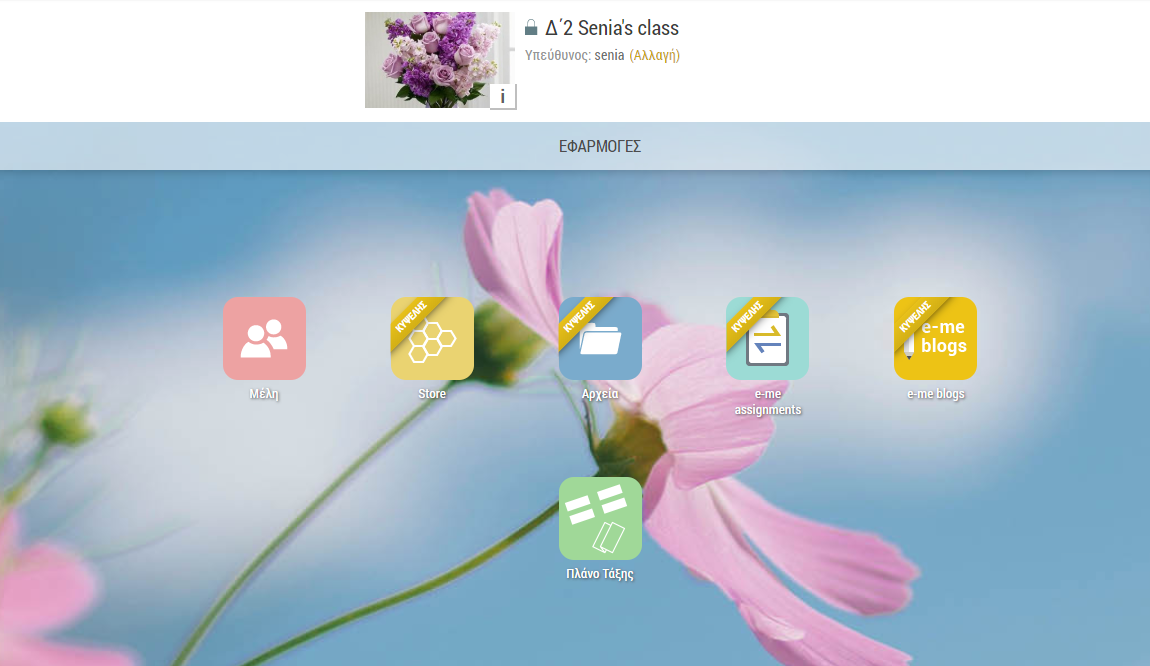 Δ΄2 Senia's class
Υπεύθυνος: senia (Αλλαγή)
i
ΕΦΑΡΜΟΓΕΣ
ΚΥΨΕΛΗΣ
ΚΥΨΕΛΗΣ
ΚΥΨΕΛΗΣ
ΚΥΨΕΛΗΣ
e-me
blogs
Μέλη
Store
Αρχεία
e-me
assignments
e-me blogs
Πλάνο Τάξης